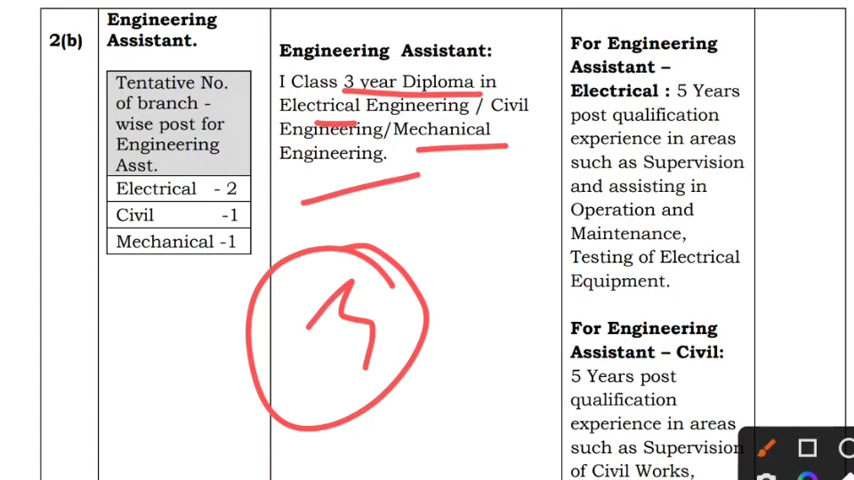 2(b)
Engineering
Assistant.
Tentative No.
of branch -
wise post for
Engineering
Asst.
Electrical - 2
Civil -1
Mechanical -1
Engineering Assistant:
I Class 3 year Diploma in
Electrical Engineering / Civil
Engineering/Mechanical
Engineering.
For Engineering
Assistant –
Electrical : 5 Years
post qualification
experience in areas
such as Supervision
and assisting in
Operation and
Maintenance,
Testing of Electrical
Equipment.
For Engineering
Assistant – Civil:
5 Years post
qualification
experience in areas
such as Supervision
of Civil Works,